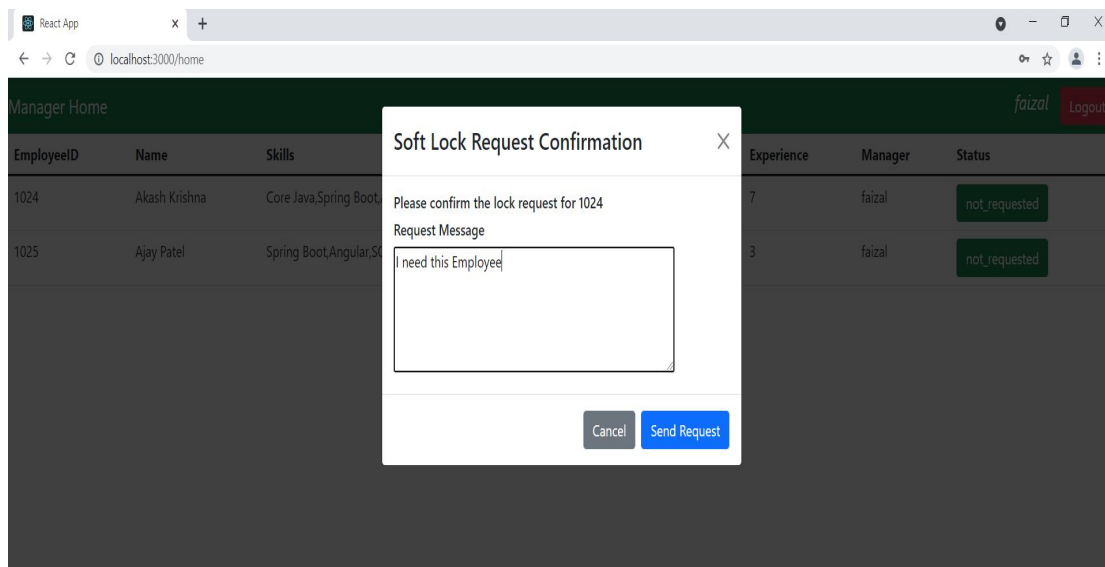 React App
localhost:3000/home
Manager Home
faizal Logout
Soft Lock Request Confirmation X
EmployeeID Name Skills Experience Manager Status
1024 Akash Krishna Core Java,Spring Boot, 7 faizal not_requested
Please confirm the lock request for 1024
Request Message
1025 Ajay Patel Spring Boot,Angular,SQ 3 faizal not_requested
I need this Employee
Cancel Send Request